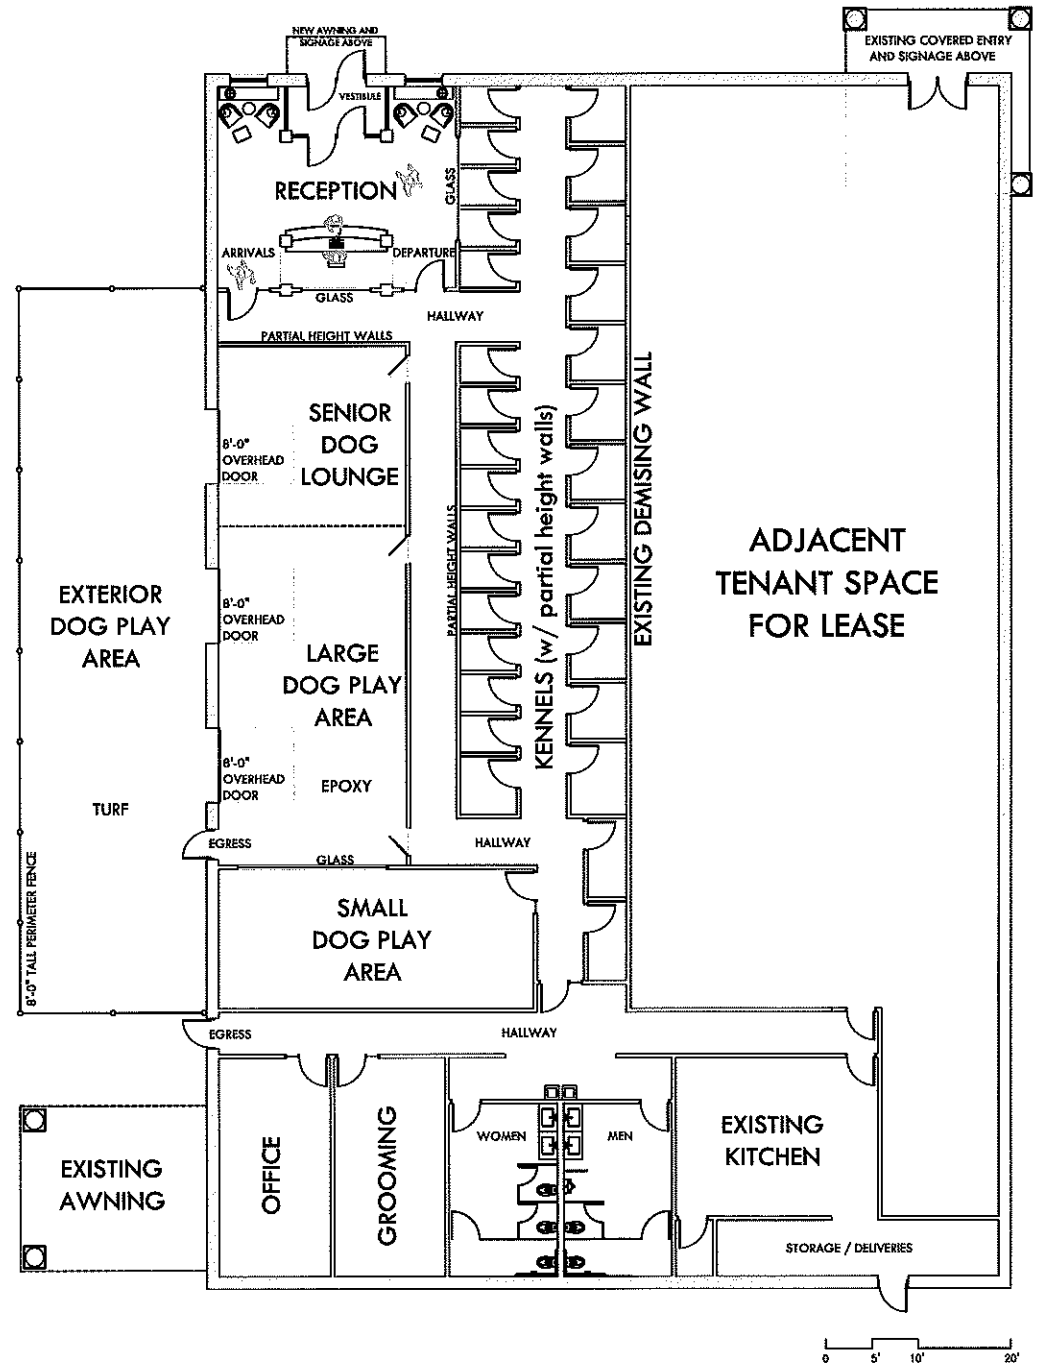 NEW AWNING AND
SIGNAGE ABOVE
EXISTING COVERED ENTRY
AND SIGNAGE ABOVE
VESTIBULE
RECEPTION
GLASS
ARRIVALS
DEPARTURE
GLASS
HALLWAY
PARTIAL HEIGHT WALLS
SENIOR
DOG
LOUNGE
8'-0"
OVERHEAD
DOOR
KENNELS (w/ partial height walls)
EXISTING DEMISING WALL
PARTIAL HEIGHT WALLS
ADJACENT
TENANT SPACE
FOR LEASE
EXTERIOR
DOG PLAY
AREA
8'-0"
OVERHEAD
DOOR
LARGE
DOG PLAY
AREA
8'-0"
OVERHEAD
DOOR
EPOXY
TURF
EGRESS
HALLWAY
GLASS
8'-0" TALL PERIMETER FENCE
SMALL
DOG PLAY
AREA
EGRESS
HALLWAY
OFFICE
GROOMING
WOMEN
MEN
EXISTING
KITCHEN
EXISTING
AWNING
STORAGE / DELIVERIES
0 5' 10' 20'